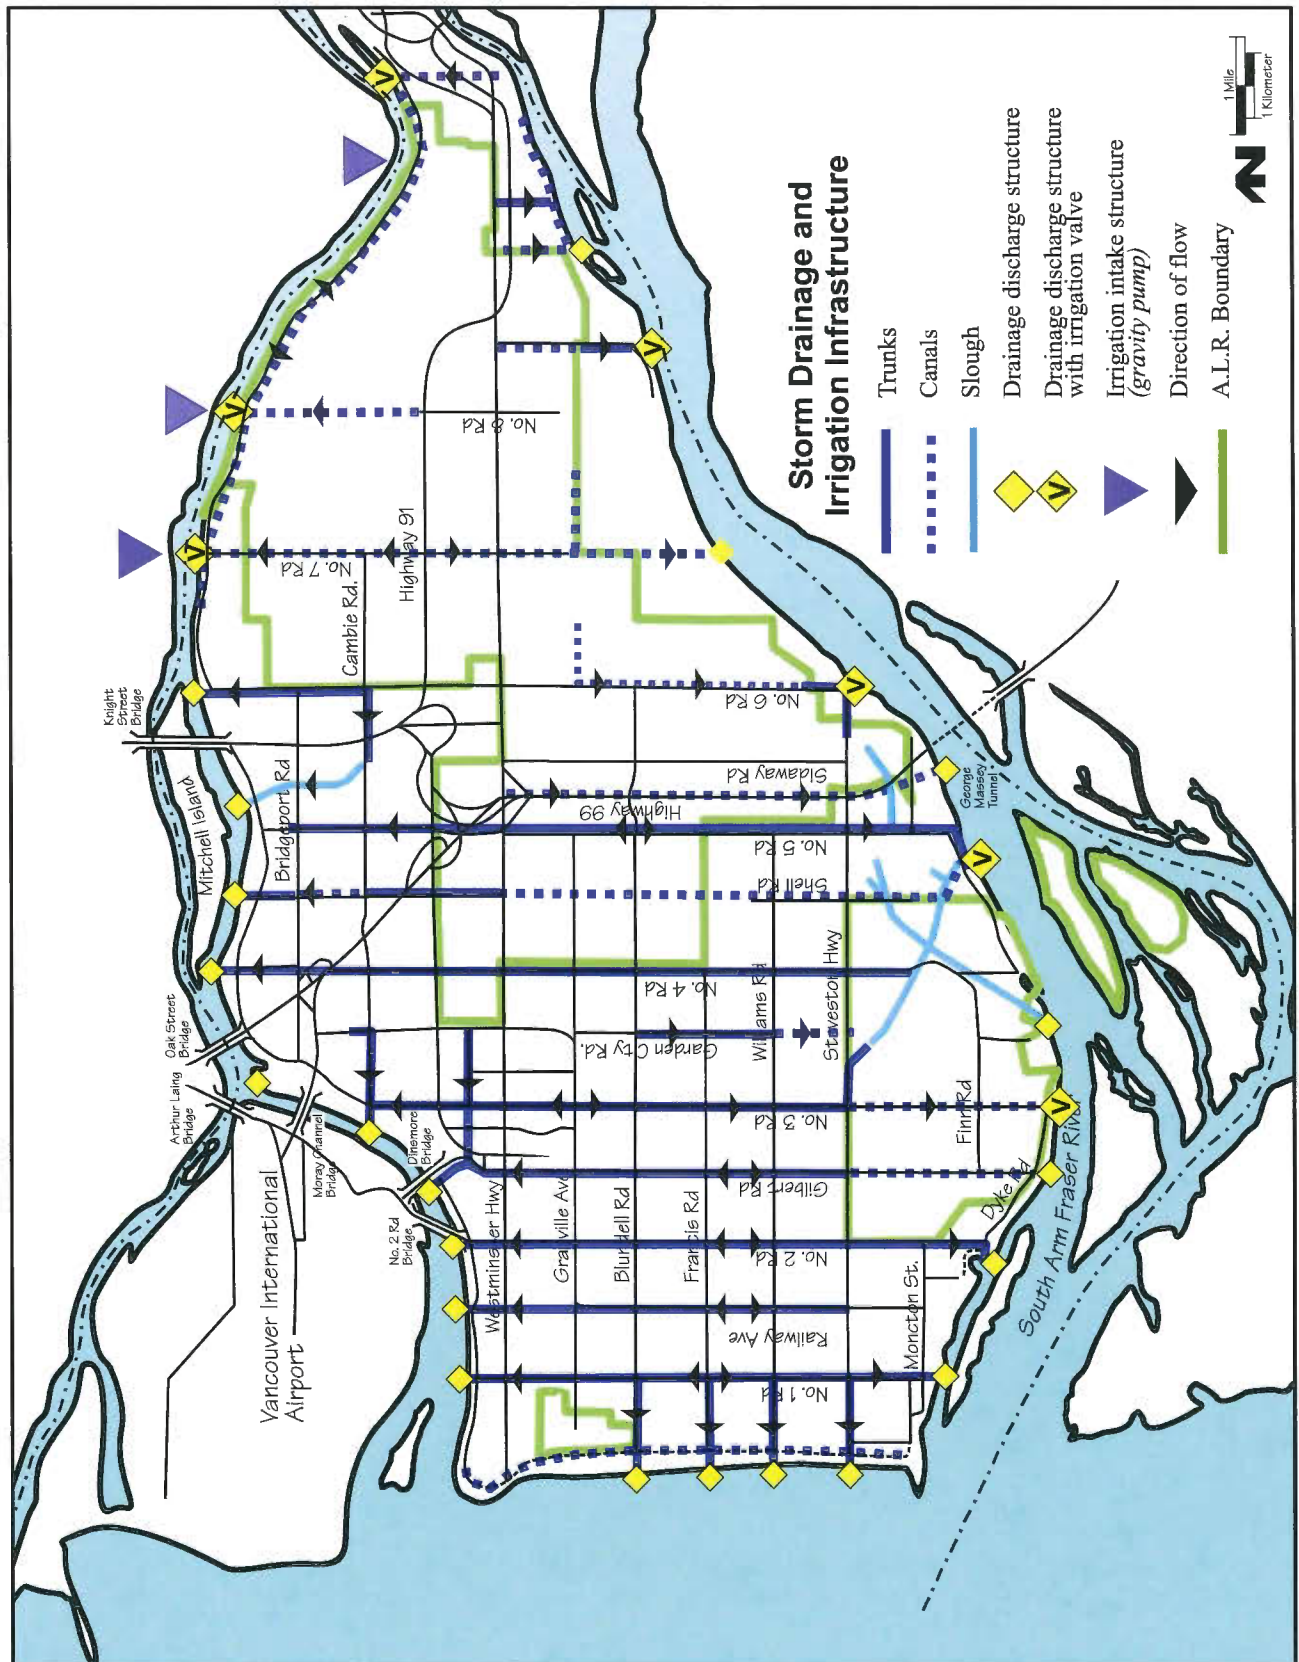 Storm Drainage and
Irrigation Infrastructure
Trunks
Canals
Slough
Drainage discharge structure
V
Drainage discharge structure
with irrigation valve
Irrigation intake structure
(gravity pump)
Direction of flow
A.L.R. Boundary
N
1 Mile
1 Kilometer
Knight
Street
Bridge
Mitchell Island
Oak Street
Bridge
Arthur Laing
Bridge
Moray Channel
Bridge
Dinsmore
Bridge
No. 2 Rd
Bridge
Vancouver International
Airport
Bridgeport Rd
Cambie Rd.
Highway 91
Westminster Hwy
Granville Ave
Blundell Rd
Francis Rd
Williams Rd
Steveston Hwy
Moncton St.
Finn Rd
Dyke Rd
South Arm Fraser River
George
Massey
Tunnel
No. 1 Rd
Railway Ave
No. 2 Rd
Gilbert Rd
No. 3 Rd
Garden Cty Rd.
No. 4 Rd
Shell Rd
No. 5 Rd
Highway 99
Sidaway Rd
No. 6 Rd
No. 7 Rd
No. 8 Rd
V
V
V
V
V
V
V